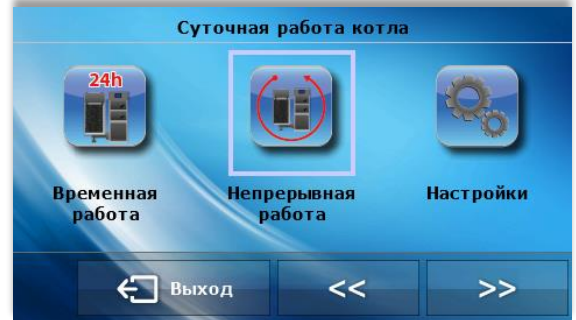 Суточная работа котла
24h
Временная
работа
Непрерывная
работа
Настройки
Выход
<<
>>